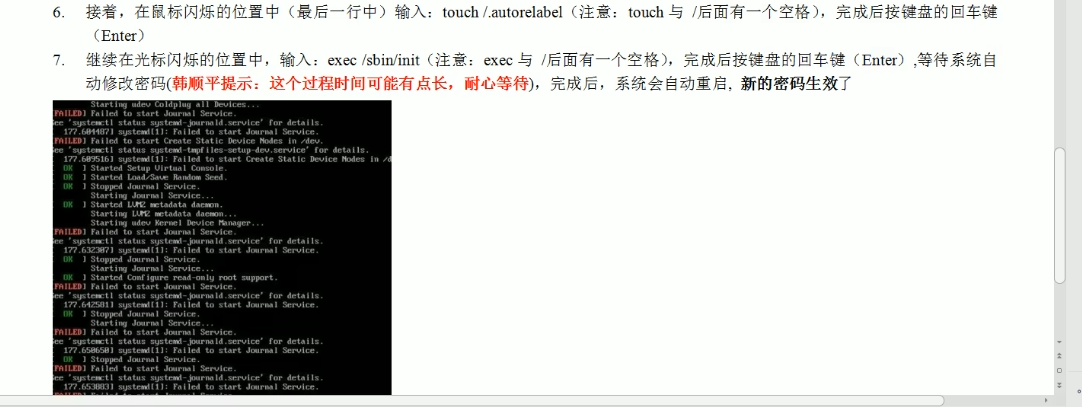 6. 接着，在鼠标闪烁的位置中（最后一行中）输入：touch /.autorelabel（注意：touch 与 /后面有一个空格），完成后按键盘的回车键
（Enter）
7. 继续在光标闪烁的位置中，输入：exec /sbin/init（注意：exec 与 /后面有一个空格），完成后按键盘的回车键（Enter）,等待系统自
动修改密码(韩顺平提示：这个过程时间可能有点长，耐心等待)，完成后，系统会自动重启, 新的密码生效了
Starting udev Coldplug all Devices...
[FAILED] Failed to start Journal Service.
See 'systemctl status systemd-journald.service' for details.
177.604487] systemd[1]: Failed to start Journal Service.
[FAILED] Failed to start Create Static Device Nodes in /dev.
See 'systemctl status systemd-tmpfiles-setup-dev.service' for details.
177.609516] systemd[1]: Failed to start Create Static Device Nodes in /d
OK ] Started Setup Virtual Console.
OK ] Started Load/Save Random Seed.
OK ] Stopped Journal Service.
Starting Journal Service...
OK ] Started LVM2 metadata daemon.
Starting LVM2 metadata daemon...
Starting udev Kernel Device Manager...
[FAILED] Failed to start Journal Service.
See 'systemctl status systemd-journald.service' for details.
177.632387] systemd[1]: Failed to start Journal Service.
OK ] Stopped Journal Service.
Starting Journal Service...
OK ] Started Configure read-only root support.
[FAILED] Failed to start Journal Service.
See 'systemctl status systemd-journald.service' for details.
177.642581] systemd[1]: Failed to start Journal Service.
OK ] Stopped Journal Service.
Starting Journal Service...
[FAILED] Failed to start Journal Service.
See 'systemctl status systemd-journald.service' for details.
177.650650] systemd[1]: Failed to start Journal Service.
OK ] Stopped Journal Service.
[FAILED] Failed to start Journal Service.
See 'systemctl status systemd-journald.service' for details.
177.653883] systemd[1]: Failed to start Journal Service.